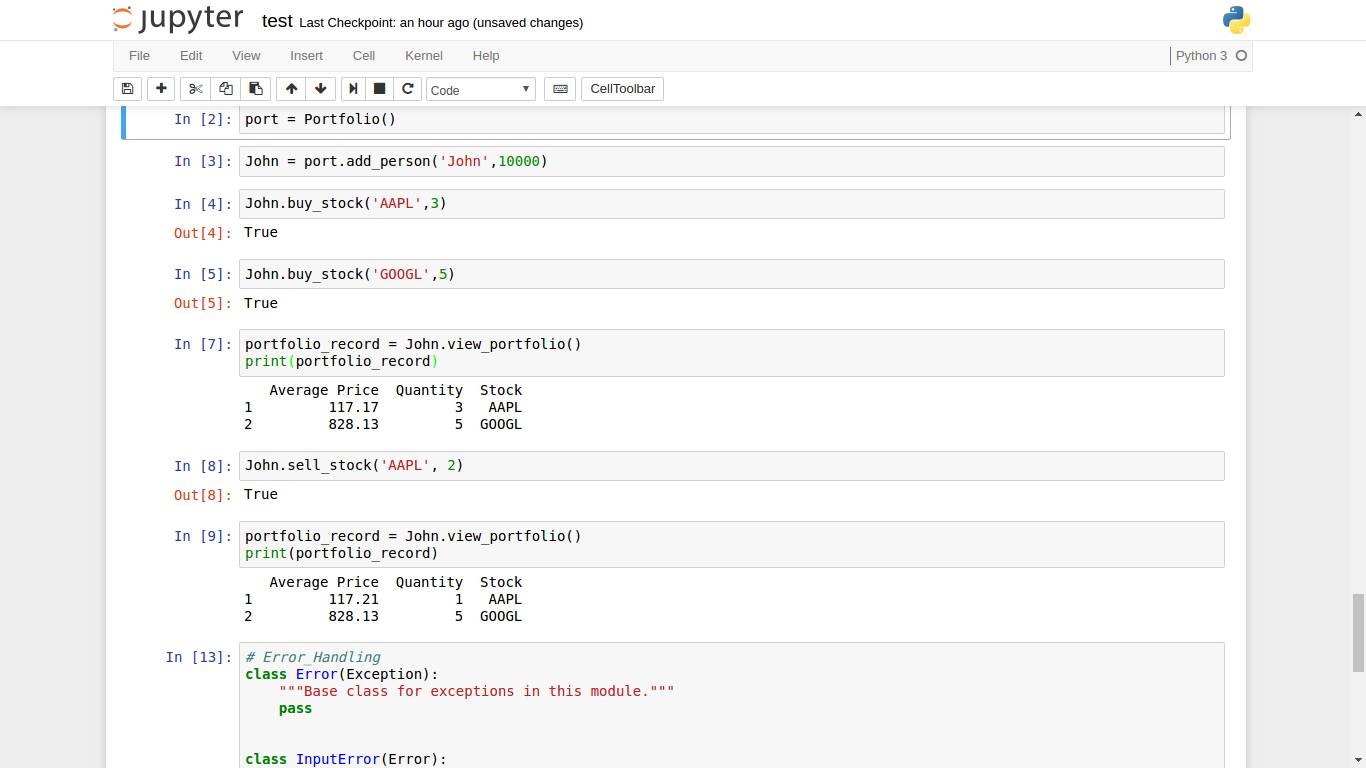 jupyter test Last Checkpoint: an hour ago (unsaved changes)
File Edit View Insert Cell Kernel Help Python 3
Code CellToolbar
In [2]: port = Portfolio()
In [3]: John = port.add_person('John',10000)
In [4]: John.buy_stock('AAPL',3)
Out[4]: True
In [5]: John.buy_stock('GOOGL',5)
Out[5]: True
In [7]: portfolio_record = John.view_portfolio()
print(portfolio_record)
Average Price Quantity Stock
1 117.17 3 AAPL
2 828.13 5 GOOGL
In [8]: John.sell_stock('AAPL', 2)
Out[8]: True
In [9]: portfolio_record = John.view_portfolio()
print(portfolio_record)
Average Price Quantity Stock
1 117.21 1 AAPL
2 828.13 5 GOOGL
In [13]: # Error_Handling
class Error(Exception):
"""Base class for exceptions in this module."""
pass
class InputError(Error):